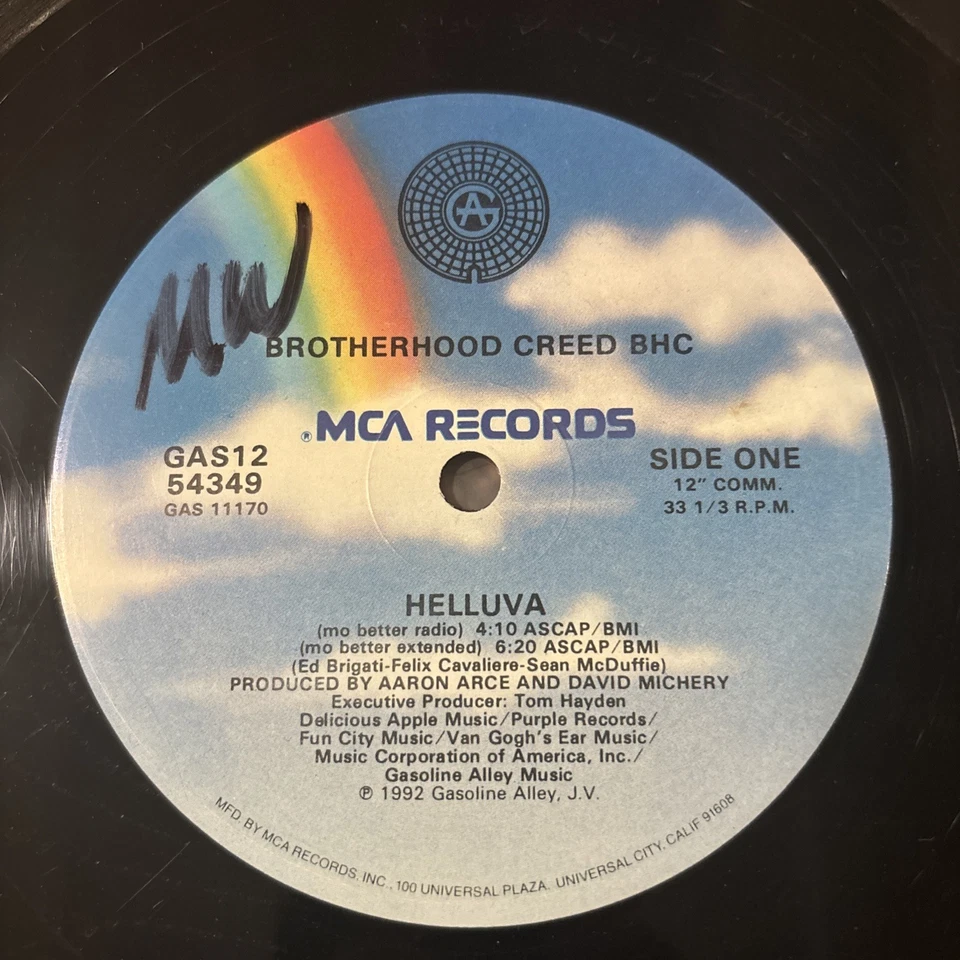 AG
MW
BROTHERHOOD CREED BHC
® MCA RECORDS
GAS12
54349
GAS 11170
SIDE ONE
12" COMM.
33 1/3 R.P.M.
HELLUVA
(mo better radio) 4:10 ASCAP/BMI
(mo better extended) 6:20 ASCAP/BMI
(Ed Brigati-Felix Cavaliere-Sean McDuffie)
PRODUCED BY AARON ARCE AND DAVID MICHERY
Executive Producer: Tom Hayden
Delicious Apple Music/Purple Records/
Fun City Music/Van Gogh's Ear Music/
Music Corporation of America, Inc./
Gasoline Alley Music
℗ 1992 Gasoline Alley, J.V.
MFD. BY MCA RECORDS, INC., 100 UNIVERSAL PLAZA, UNIVERSAL CITY, CALIF 91608